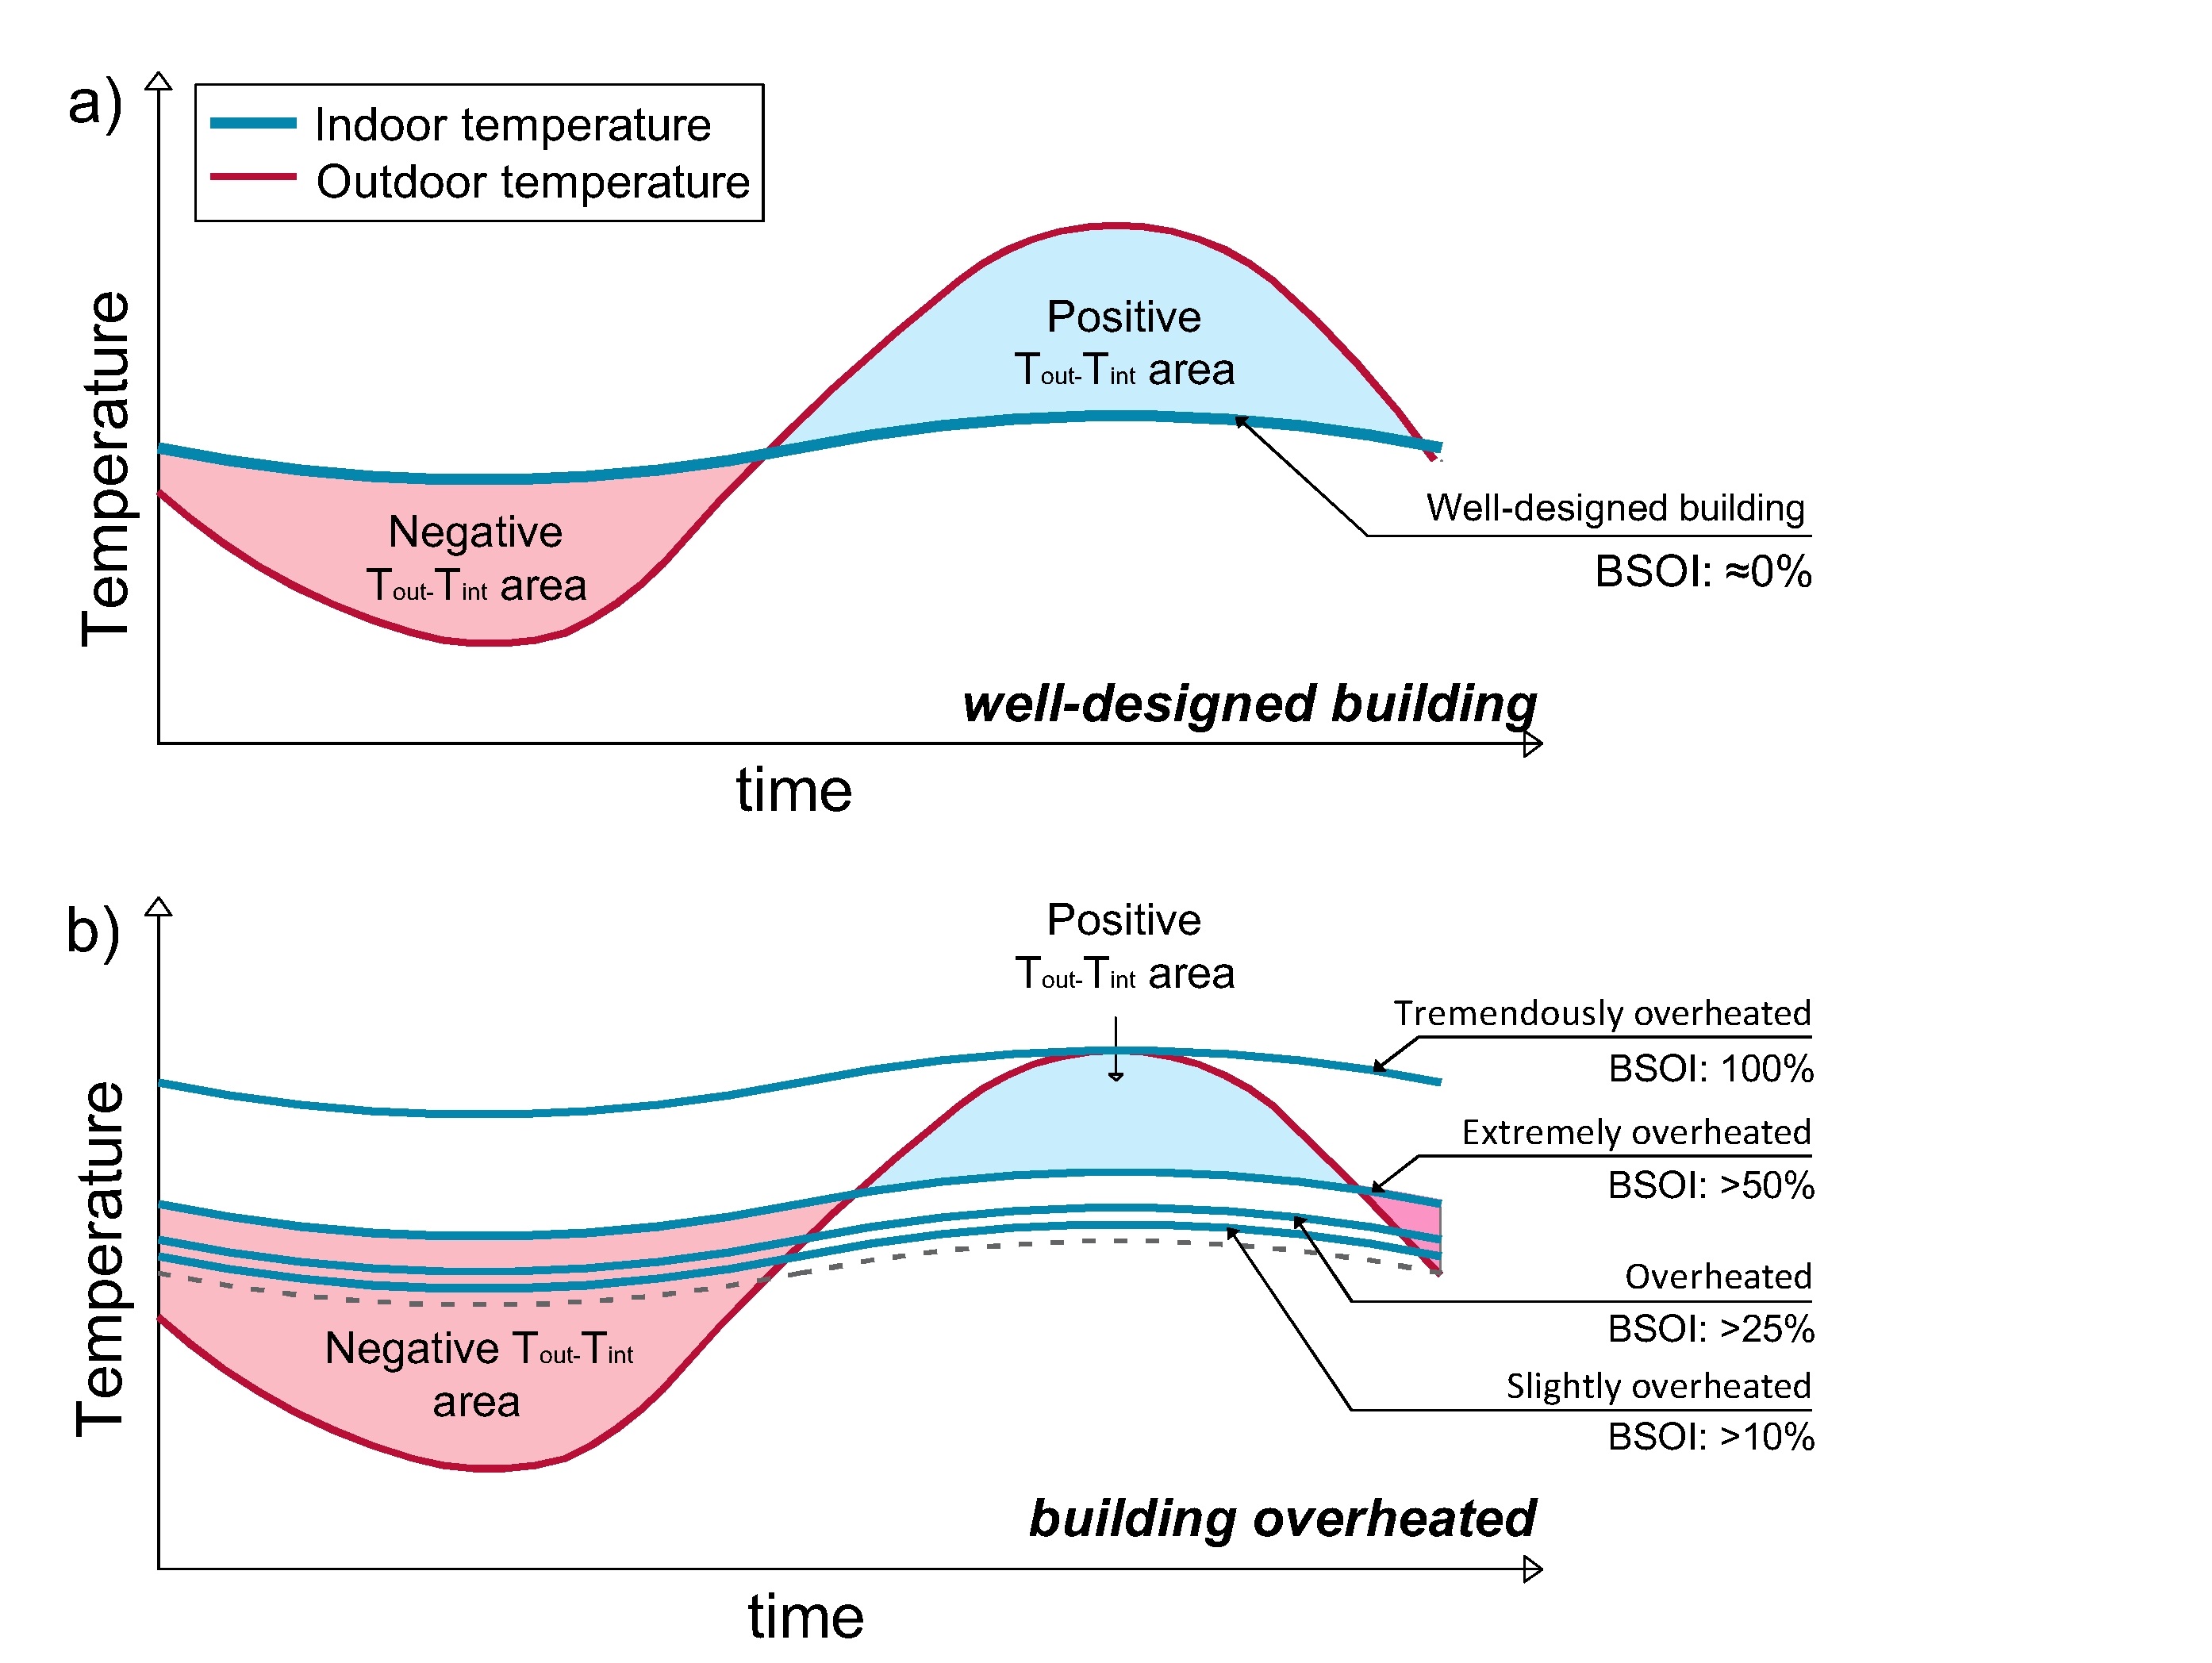 a)
Indoor temperature
Outdoor temperature
Temperature
Positive
Tout-Tint area
Negative
Tout-Tint area
Well-designed building
BSOI: ≈0%
well-designed building
time
b)
Positive
Tout-Tint area
Temperature
Tremendously overheated
BSOI: 100%
Extremely overheated
BSOI: >50%
Overheated
BSOI: >25%
Negative Tout-Tint
area
Slightly overheated
BSOI: >10%
building overheated
time